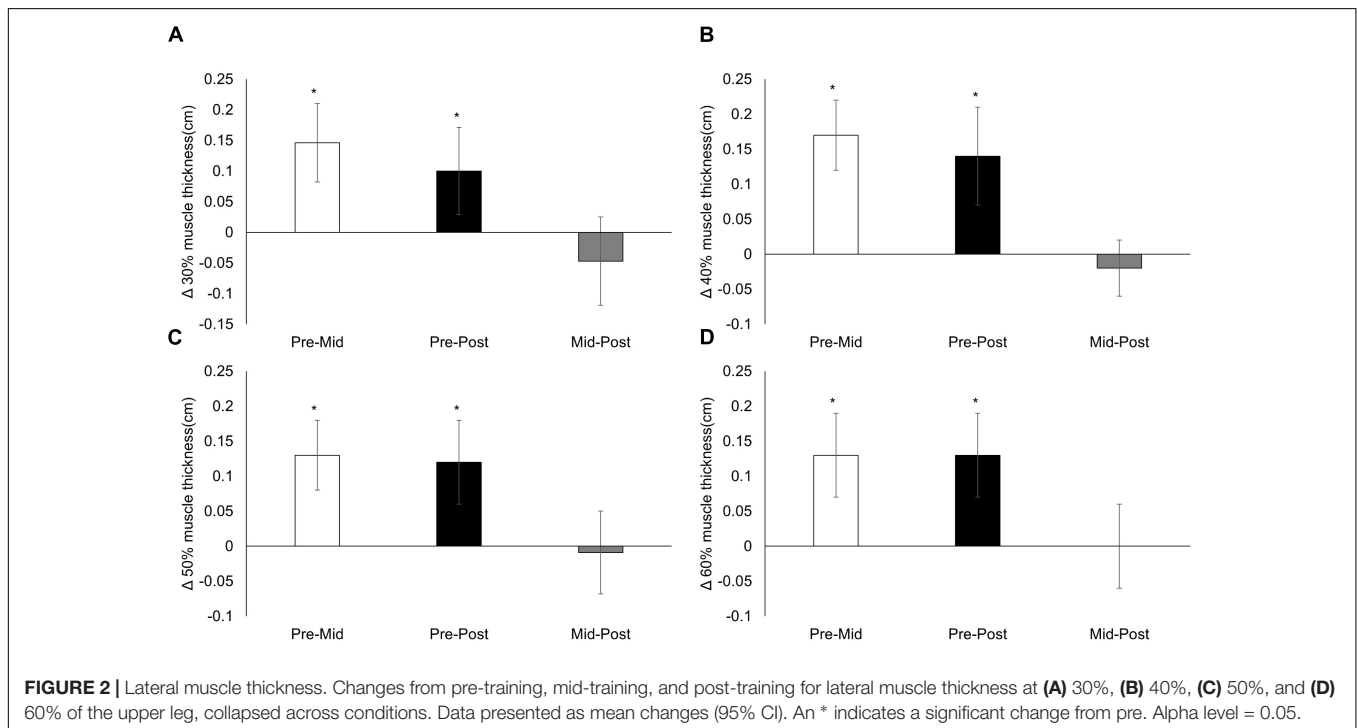 A
Δ 30% muscle thickness(cm)
0.25
0.2
0.15
0.1
0.05
0
-0.05
-0.1
-0.15
*
*
Pre-Mid Pre-Post Mid-Post
B
Δ 40% muscle thickness(cm)
0.25
0.2
0.15
0.1
0.05
0
-0.05
-0.1
*
*
Pre-Mid Pre-Post Mid-Post
C
Δ 50% muscle thickness(cm)
0.25
0.2
0.15
0.1
0.05
0
-0.05
-0.1
*
*
Pre-Mid Pre-Post Mid-Post
D
Δ 60% muscle thickness(cm)
0.25
0.2
0.15
0.1
0.05
0
-0.05
-0.1
*
*
Pre-Mid Pre-Post Mid-Post
FIGURE 2 | Lateral muscle thickness. Changes from pre-training, mid-training, and post-training for lateral muscle thickness at (A) 30%, (B) 40%, (C) 50%, and (D)
60% of the upper leg, collapsed across conditions. Data presented as mean changes (95% CI). An * indicates a significant change from pre. Alpha level = 0.05.